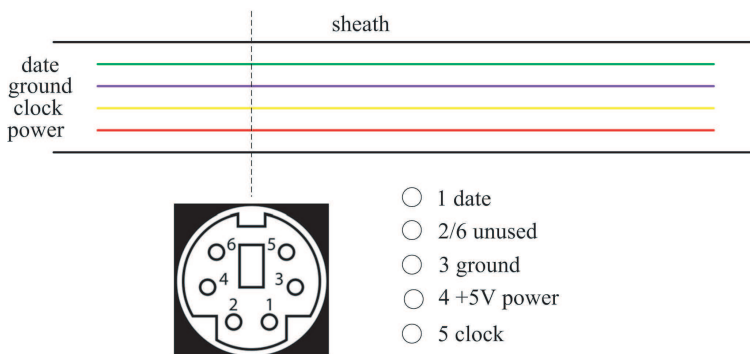 sheath
date
ground
clock
power
6 5
4 3
2 1
1 date
2/6 unused
3 ground
4 +5V power
5 clock